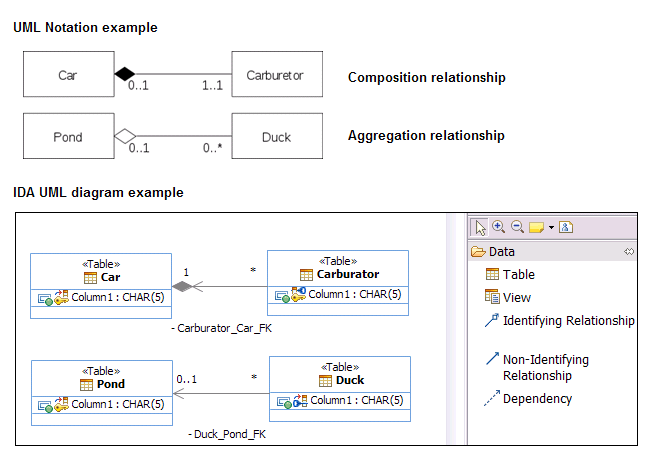 UML Notation example
Car
0..1
1..1
Carburetor
Composition relationship
Pond
0..1
0..*
Duck
Aggregation relationship
IDA UML diagram example
«Table»
Car
Column1 : CHAR(5)
1
*
«Table»
Carburator
Column1 : CHAR(5)
- Carburator_Car_FK
«Table»
Pond
Column1 : CHAR(5)
0..1
*
«Table»
Duck
Column1 : CHAR(5)
- Duck_Pond_FK
Data
Table
View
Identifying Relationship
Non-Identifying
Relationship
Dependency